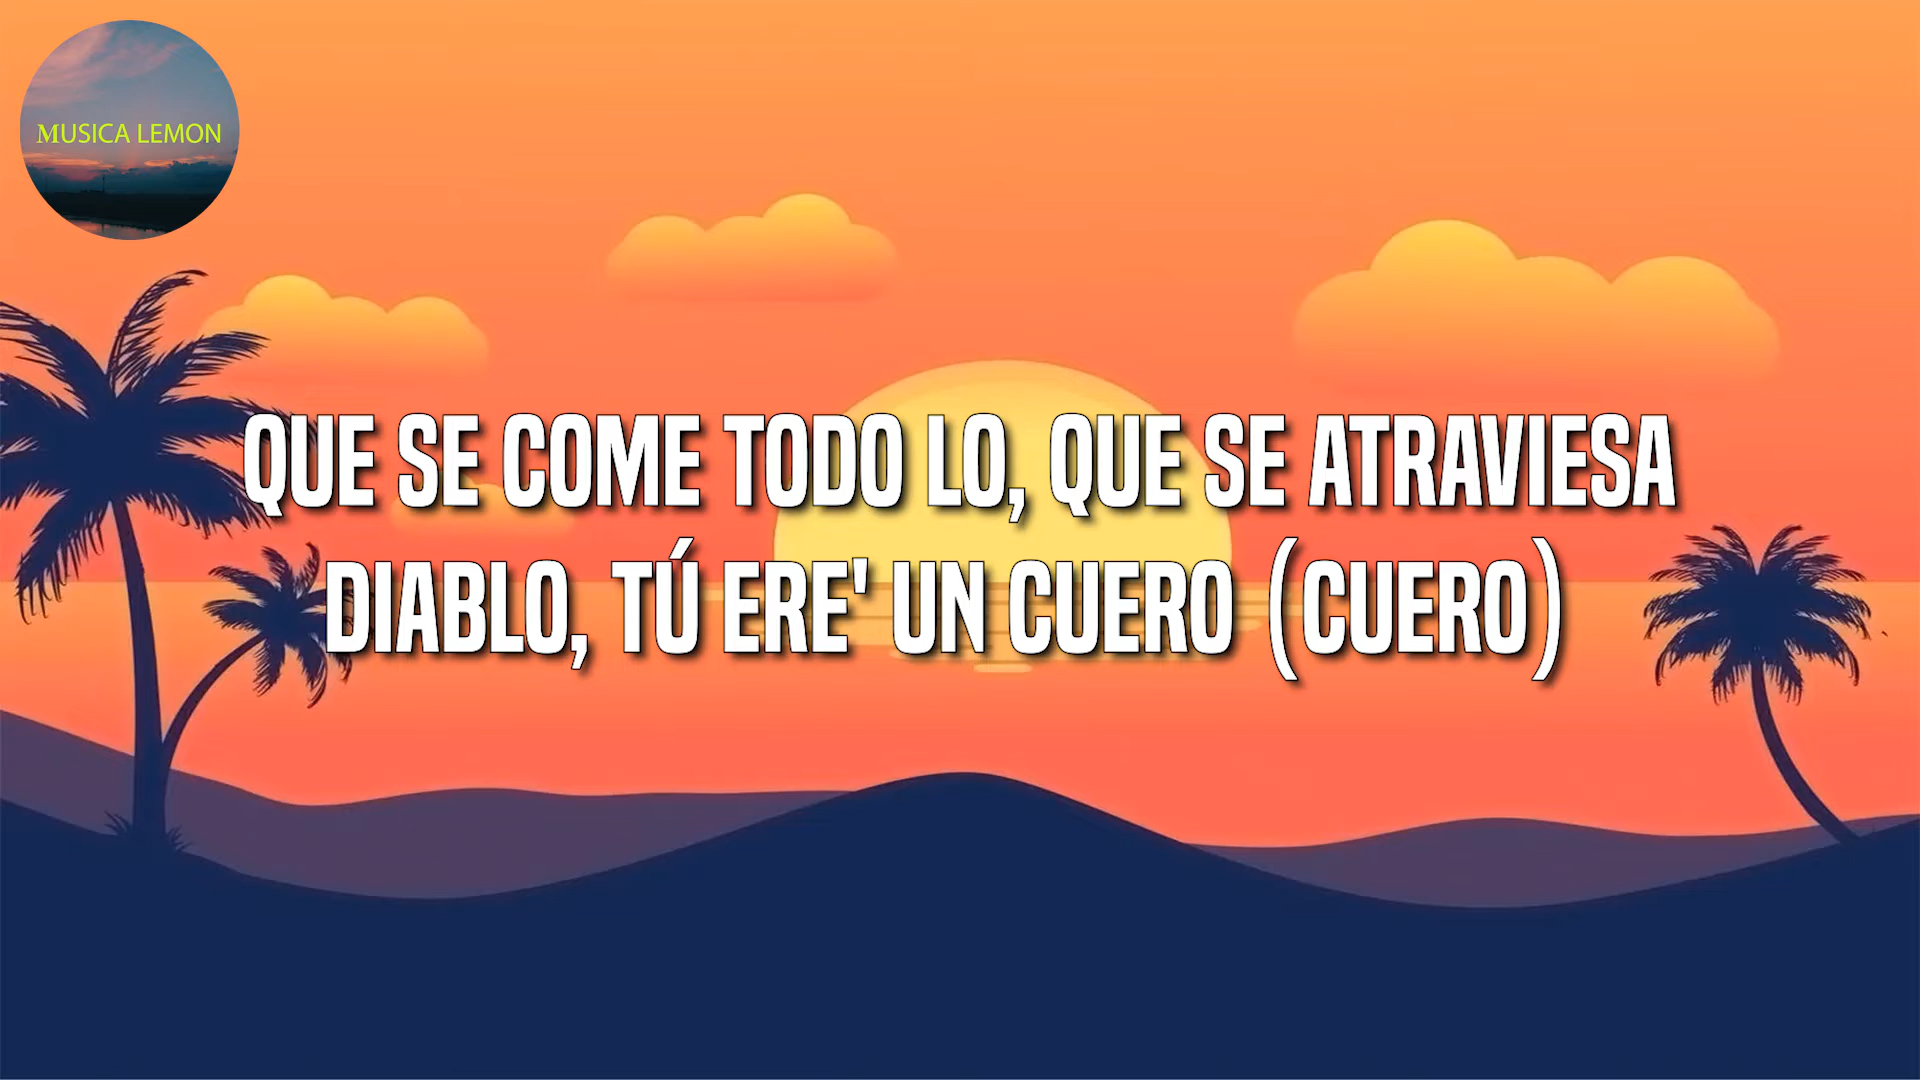 MUSICA LEMON
QUE SE COME TODO LO, QUE SE ATRAVIESA
DIABLO, TÚ ERE' UN CUERO (CUERO)